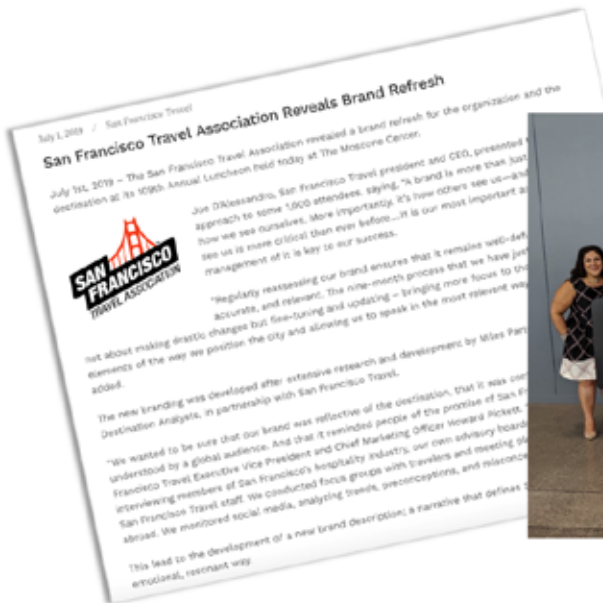 July 1, 2019 / San Francisco Travel
San Francisco Travel Association Reveals Brand Refresh
July 1st, 2019 – The San Francisco Travel Association revealed a brand refresh for the organization and the
destination at its 109th Annual Luncheon held today at The Moscone Center.
Joe D'Alessandro, San Francisco Travel president and CEO, presented
approach to some 1,000 attendees, saying, "A brand is more than just
how we see ourselves. More importantly, it's how others see us—and
see us is more critical than ever before...It is our most important as
management of it is key to our success.
SAN
FRANCISCO
TRAVEL ASSOCIATION
"Regularly reassessing our brand ensures that it remains well-def
accurate, and relevant. The nine-month process that we have just
not about making drastic changes but fine-tuning and updating – bringing more focus to the
elements of the way we position the city and allowing us to speak in the most relevant way
added.
The new branding was developed after extensive research and development by Miles Part
Destination Analysts, in partnership with San Francisco Travel.
"We wanted to be sure that our brand was reflective of the destination, that it was con
understood by a global audience. And that it reminded people of the promise of San F
Francisco Travel Executive Vice President and Chief Marketing Officer Howard Pickett.
interviewing members of San Francisco's hospitality industry, our own advisory boards
San Francisco Travel staff. We conducted focus groups with travelers and meeting pl
abroad. We monitored social media, analyzing trends, preconceptions, and misconce
This lead to the development of a new brand description; a narrative that defines
emotional, resonant way.